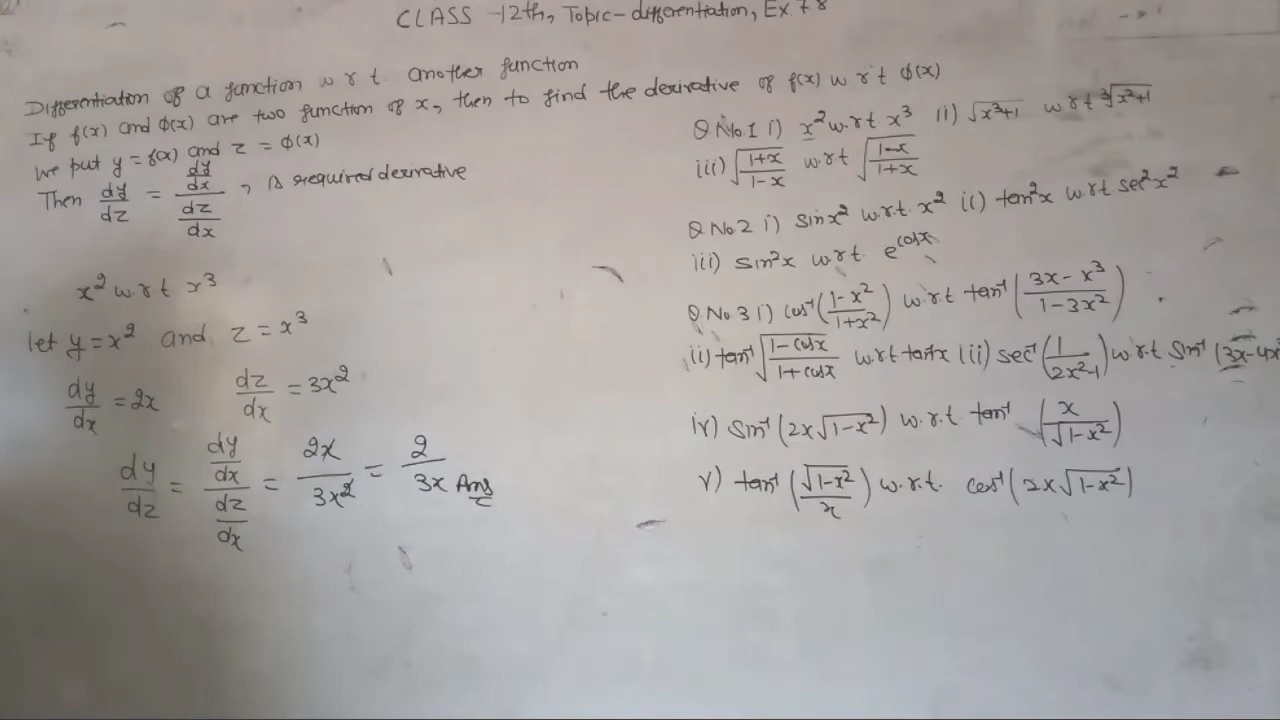 CLASS -12th, Topic - differentiation, Ex 7.8
Differentiation of a function w r t another function
If f(x) and φ(x) are two function of x, then to find the derivative of f(x) w r t φ(x)
we put y = f(x) and z = φ(x)
Then dy/dz = (dy/dx)/(dz/dx), is required derivative
x² w.r.t x³
let y = x² and z = x³
dy/dx = 2x dz/dx = 3x²
dy/dz = (dy/dx)/(dz/dx) = 2x/3x² = 2/3x Ans
Q No.1 i) x² w.r.t x³ ii) √(x³+1) w r t ∛(x²+1)
iii) √((1+x)/(1-x)) w.r.t √((1-x)/(1+x))
Q No.2 i) sinx² w.r.t. x² ii) tan²x w.r.t sec²x²
iii) sin²x w r t. e^(cosx)
Q No.3 i) cos⁻¹((1-x²)/(1+x²)) w.r.t tan⁻¹((3x-x³)/(1-3x²))
ii) tan⁻¹√((1-cosx)/(1+cosx)) w.r.t tan⁻¹x iii) sec⁻¹(1/(2x²-1)) w.r.t. sin⁻¹(3x-4x³
iv) sin⁻¹(2x√(1-x²)) w.r.t. tan⁻¹(x/√(1-x²))
v) tan⁻¹(√(1-x²)/x) w.r.t. cos⁻¹(2x√(1-x²))